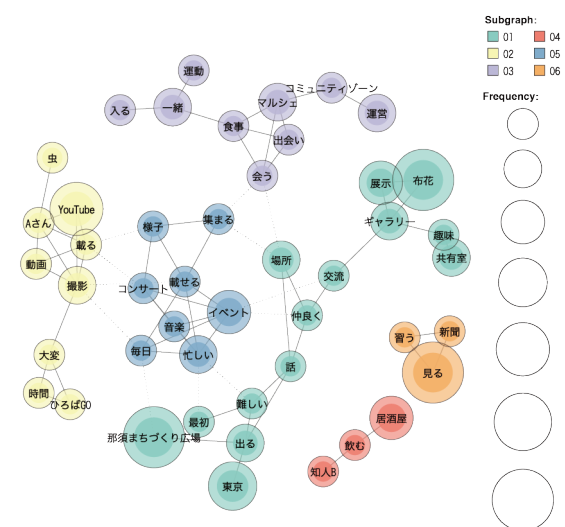 Subgraph:
01 04
02 05
03 06
Frequency:
運動
入る
一緒
マルシェ
コミュニティゾーン
運営
食事
出会い
会う
虫
YouTube
Aさん
載る
動画
撮影
大変
時間
ひろばGO
様子
集まる
コンサート
載せる
音楽
イベント
毎日
忙しい
展示
布花
ギャラリー
趣味
共有室
場所
交流
仲良く
話
難しい
最初
那須まちづくり広場
出る
東京
習う
新聞
見る
居酒屋
飲む
知人B